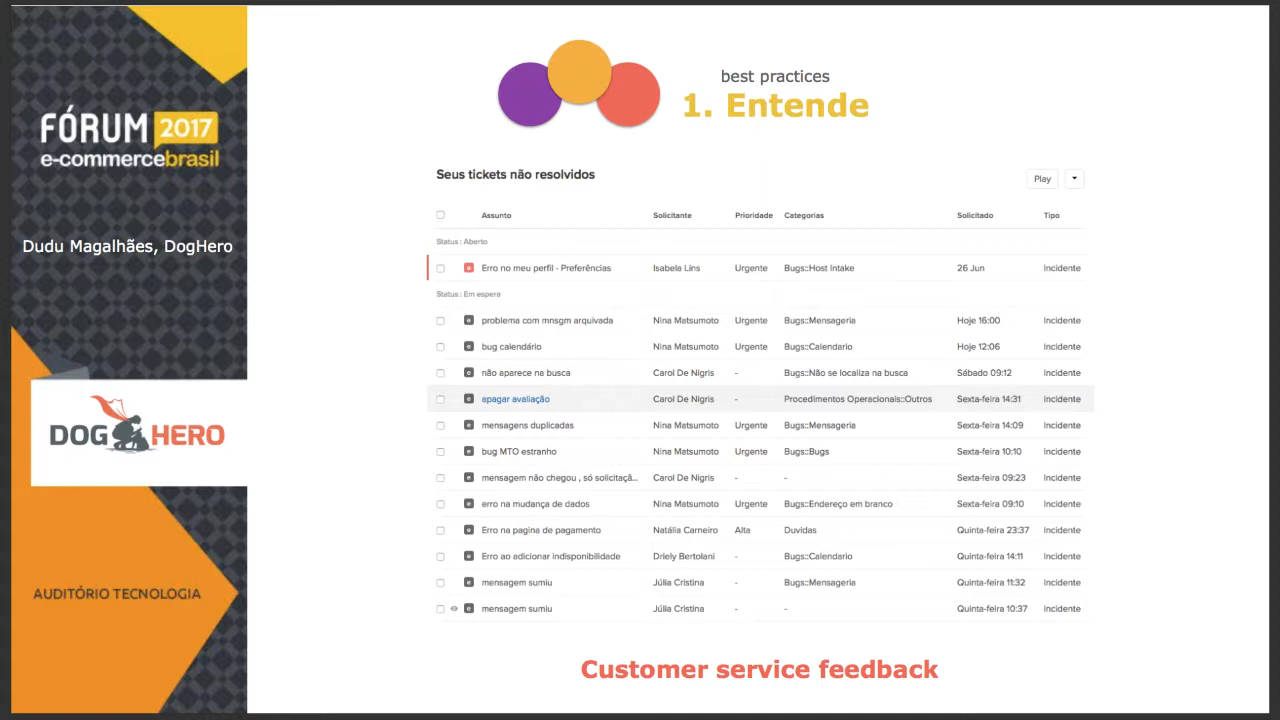 FÓRUM 2017
e-commercebrasil
Dudu Magalhães, DogHero
DOG HERO
AUDITÓRIO TECNOLOGIA
best practices
1. Entende
Seus tickets não resolvidos
Play
Assunto Solicitante Prioridade Categorias Solicitado Tipo
Status : Aberto
e Erro no meu perfil - Preferências Isabela Lins Urgente Bugs::Host Intake 26 Jun Incidente
Status : Em espera
e problema com mnsgm arquivada Nina Matsumoto Urgente Bugs::Mensageria Hoje 16:00 Incidente
e bug calendário Nina Matsumoto Urgente Bugs::Calendario Hoje 12:06 Incidente
e não aparece na busca Carol De Nigris - Bugs::Não se localiza na busca Sábado 09:12 Incidente
e apagar avaliação Carol De Nigris - Procedimentos Operacionais::Outros Sexta-feira 14:31 Incidente
e mensagens duplicadas Nina Matsumoto Urgente Bugs::Mensageria Sexta-feira 14:09 Incidente
e bug MTO estranho Nina Matsumoto Urgente Bugs::Bugs Sexta-feira 10:10 Incidente
e mensagem não chegou , só solicitaçã... Carol De Nigris - - Sexta-feira 09:23 Incidente
e erro na mudança de dados Nina Matsumoto Urgente Bugs::Endereço em branco Sexta-feira 09:10 Incidente
e Erro na pagina de pagamento Natália Carneiro Alta Duvidas Quinta-feira 23:37 Incidente
e Erro ao adicionar indisponibilidade Driely Bertolani - Bugs::Calendario Quinta-feira 14:11 Incidente
e mensagem sumiu Júlia Cristina - Bugs::Mensageria Quinta-feira 11:32 Incidente
e mensagem sumiu Júlia Cristina - - Quinta-feira 10:37 Incidente
Customer service feedback